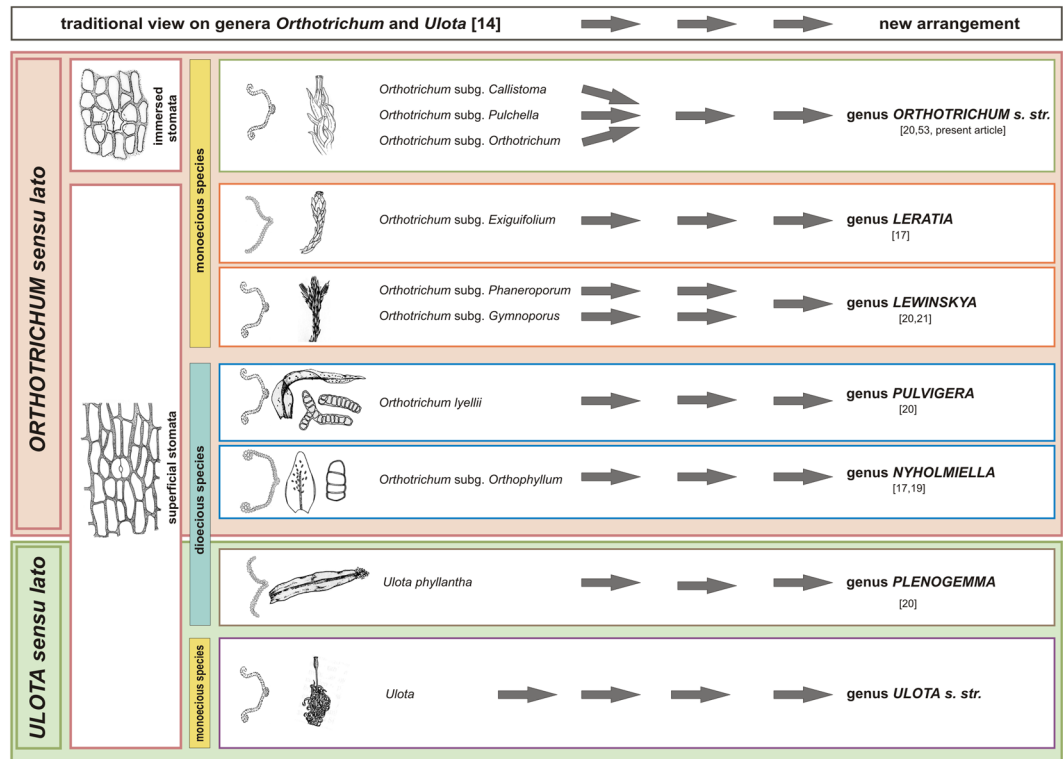 traditional view on genera Orthotrichum and Ulota [14]
new arrangement
ORTHOTRICHUM sensu lato
immersed stomata
monoecious species
Orthotrichum subg. Callistoma
Orthotrichum subg. Pulchella
Orthotrichum subg. Orthotrichum
genus ORTHOTRICHUM s. str.
[20,53, present article]
Orthotrichum subg. Exiguifolium
genus LERATIA
[17]
Orthotrichum subg. Phaneroporum
Orthotrichum subg. Gymnoporus
genus LEWINSKYA
[20,21]
superficial stomata
dioecious species
Orthotrichum lyellii
genus PULVIGERA
[20]
Orthotrichum subg. Orthophyllum
genus NYHOLMIELLA
[17,19]
ULOTA sensu lato
Ulota phyllantha
genus PLENOGEMMA
[20]
monoecious species
Ulota
genus ULOTA s. str.